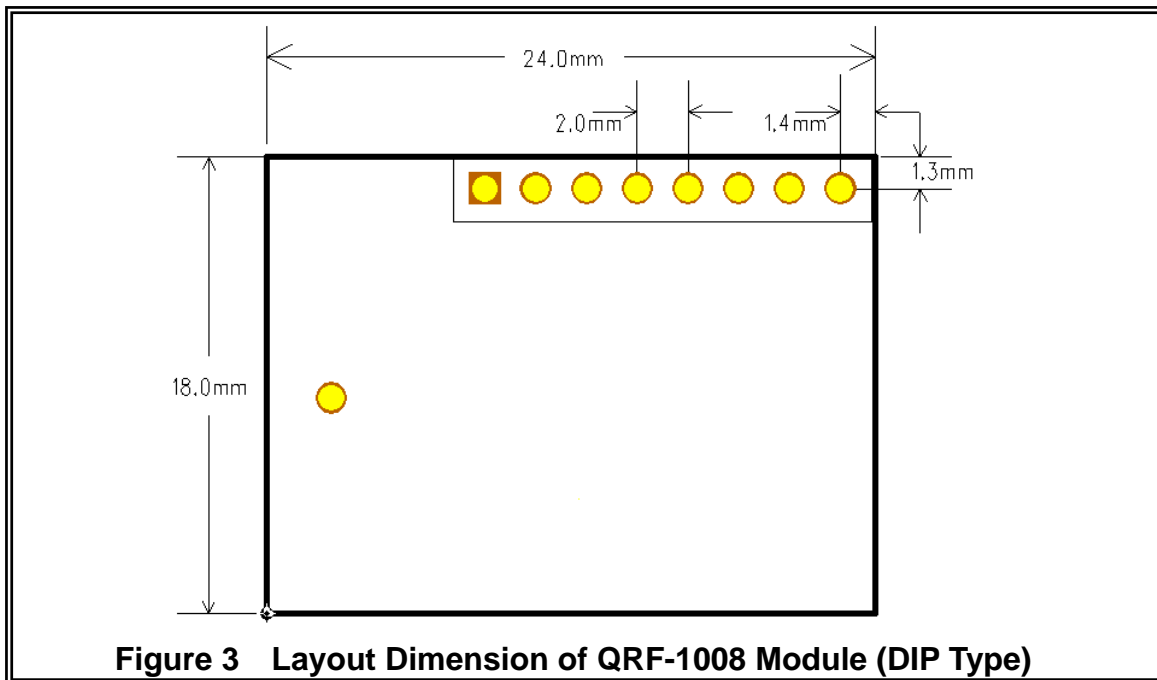 24.0mm
2.0mm
1.4mm
1.3mm
18.0mm
Figure 3 Layout Dimension of QRF-1008 Module (DIP Type)